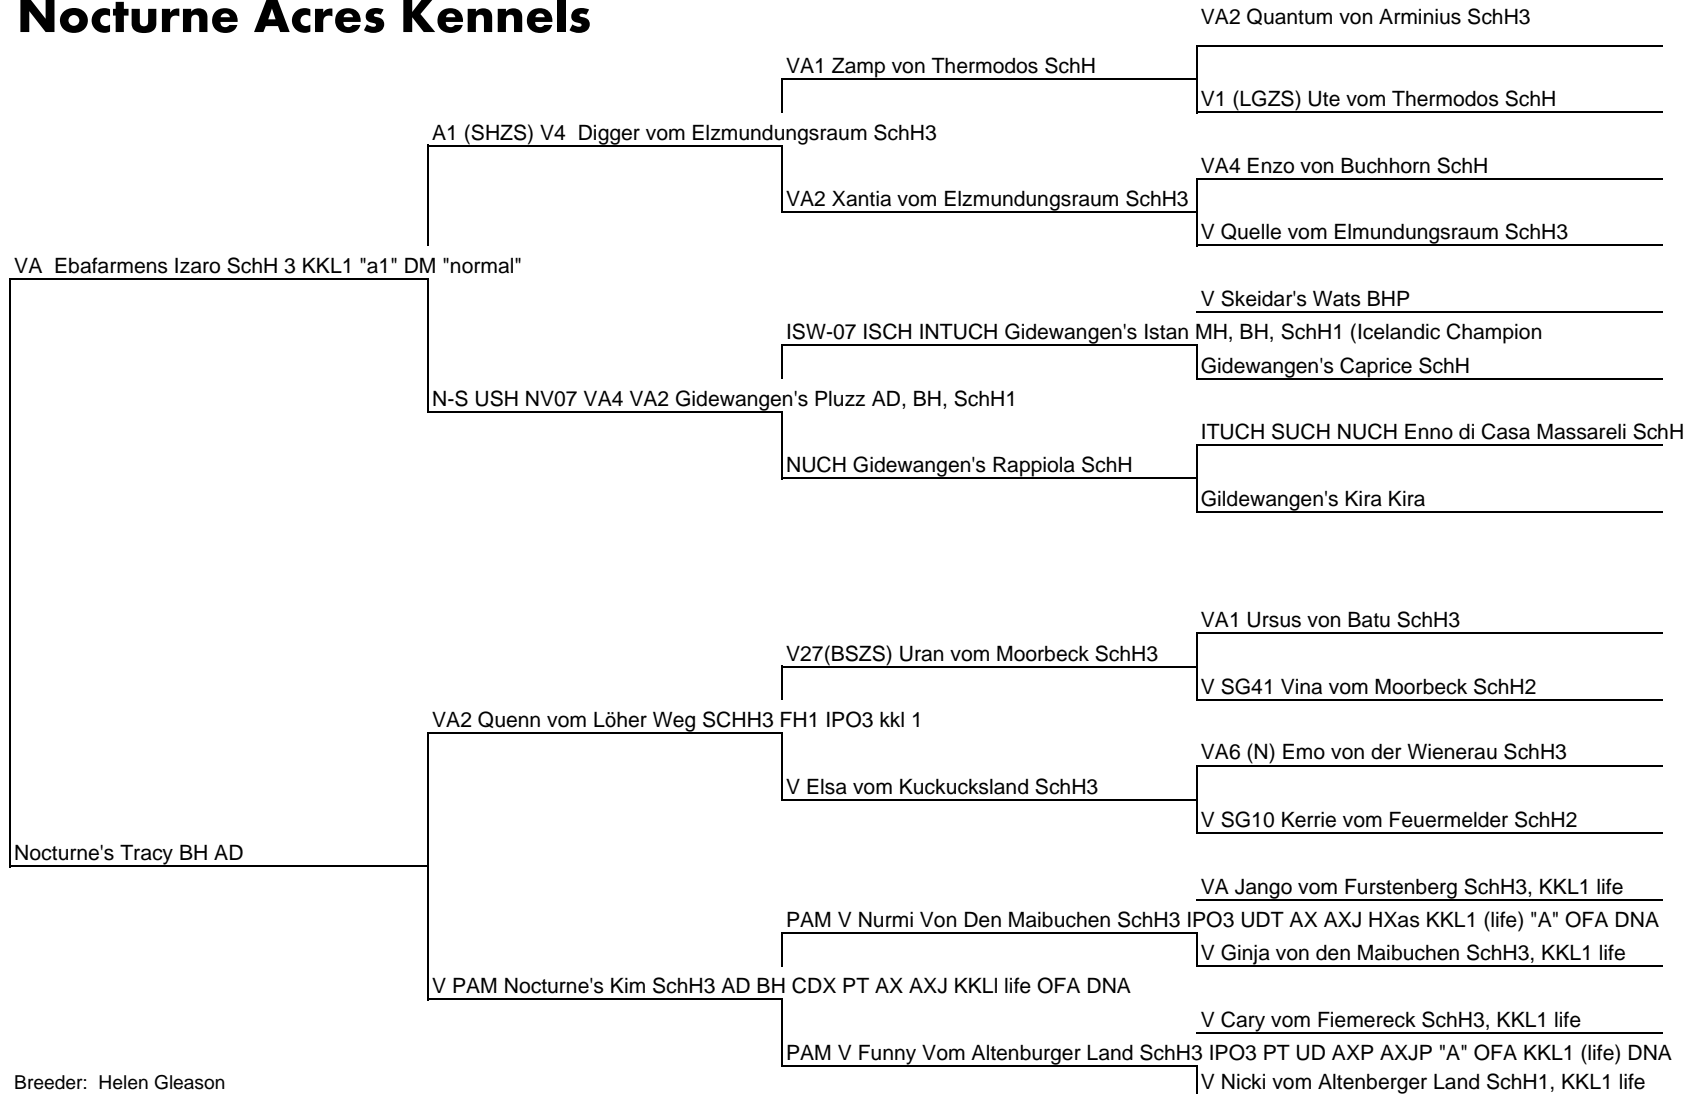 Nocturne Acres Kennels
VA2 Quantum von Arminius SchH3
VA1 Zamp von Thermodos SchH
V1 (LGZS) Ute vom Thermodos SchH
A1 (SHZS) V4  Digger vom Elzmundungsraum SchH3
VA4 Enzo von Buchhorn SchH
VA2 Xantia vom Elzmundungsraum SchH3
V Quelle vom Elmundungsraum SchH3
VA  Ebafarmens Izaro SchH 3 KKL1 "a1" DM "normal"
V Skeidar's Wats BHP
ISW-07 ISCH INTUCH Gidewangen's Istan MH, BH, SchH1 (Icelandic Champion
Gidewangen's Caprice SchH
N-S USH NV07 VA4 VA2 Gidewangen's Pluzz AD, BH, SchH1
ITUCH SUCH NUCH Enno di Casa Massareli SchH
NUCH Gidewangen's Rappiola SchH
Gildewangen's Kira Kira
VA1 Ursus von Batu SchH3
V27(BSZS) Uran vom Moorbeck SchH3
V SG41 Vina vom Moorbeck SchH2
VA2 Quenn vom Löher Weg SCHH3 FH1 IPO3 kkl 1
VA6 (N) Emo von der Wienerau SchH3
V Elsa vom Kuckucksland SchH3
V SG10 Kerrie vom Feuermelder SchH2
Nocturne's Tracy BH AD
VA Jango vom Furstenberg SchH3, KKL1 life
PAM V Nurmi Von Den Maibuchen SchH3 IPO3 UDT AX AXJ HXas KKL1 (life) "A" OFA DNA
V Ginja von den Maibuchen SchH3, KKL1 life
V PAM Nocturne's Kim SchH3 AD BH CDX PT AX AXJ KKLl life OFA DNA
V Cary vom Fiemereck SchH3, KKL1 life
PAM V Funny Vom Altenburger Land SchH3 IPO3 PT UD AXP AXJP "A" OFA KKL1 (life) DNA
V Nicki vom Altenberger Land SchH1, KKL1 life
Breeder:  Helen Gleason